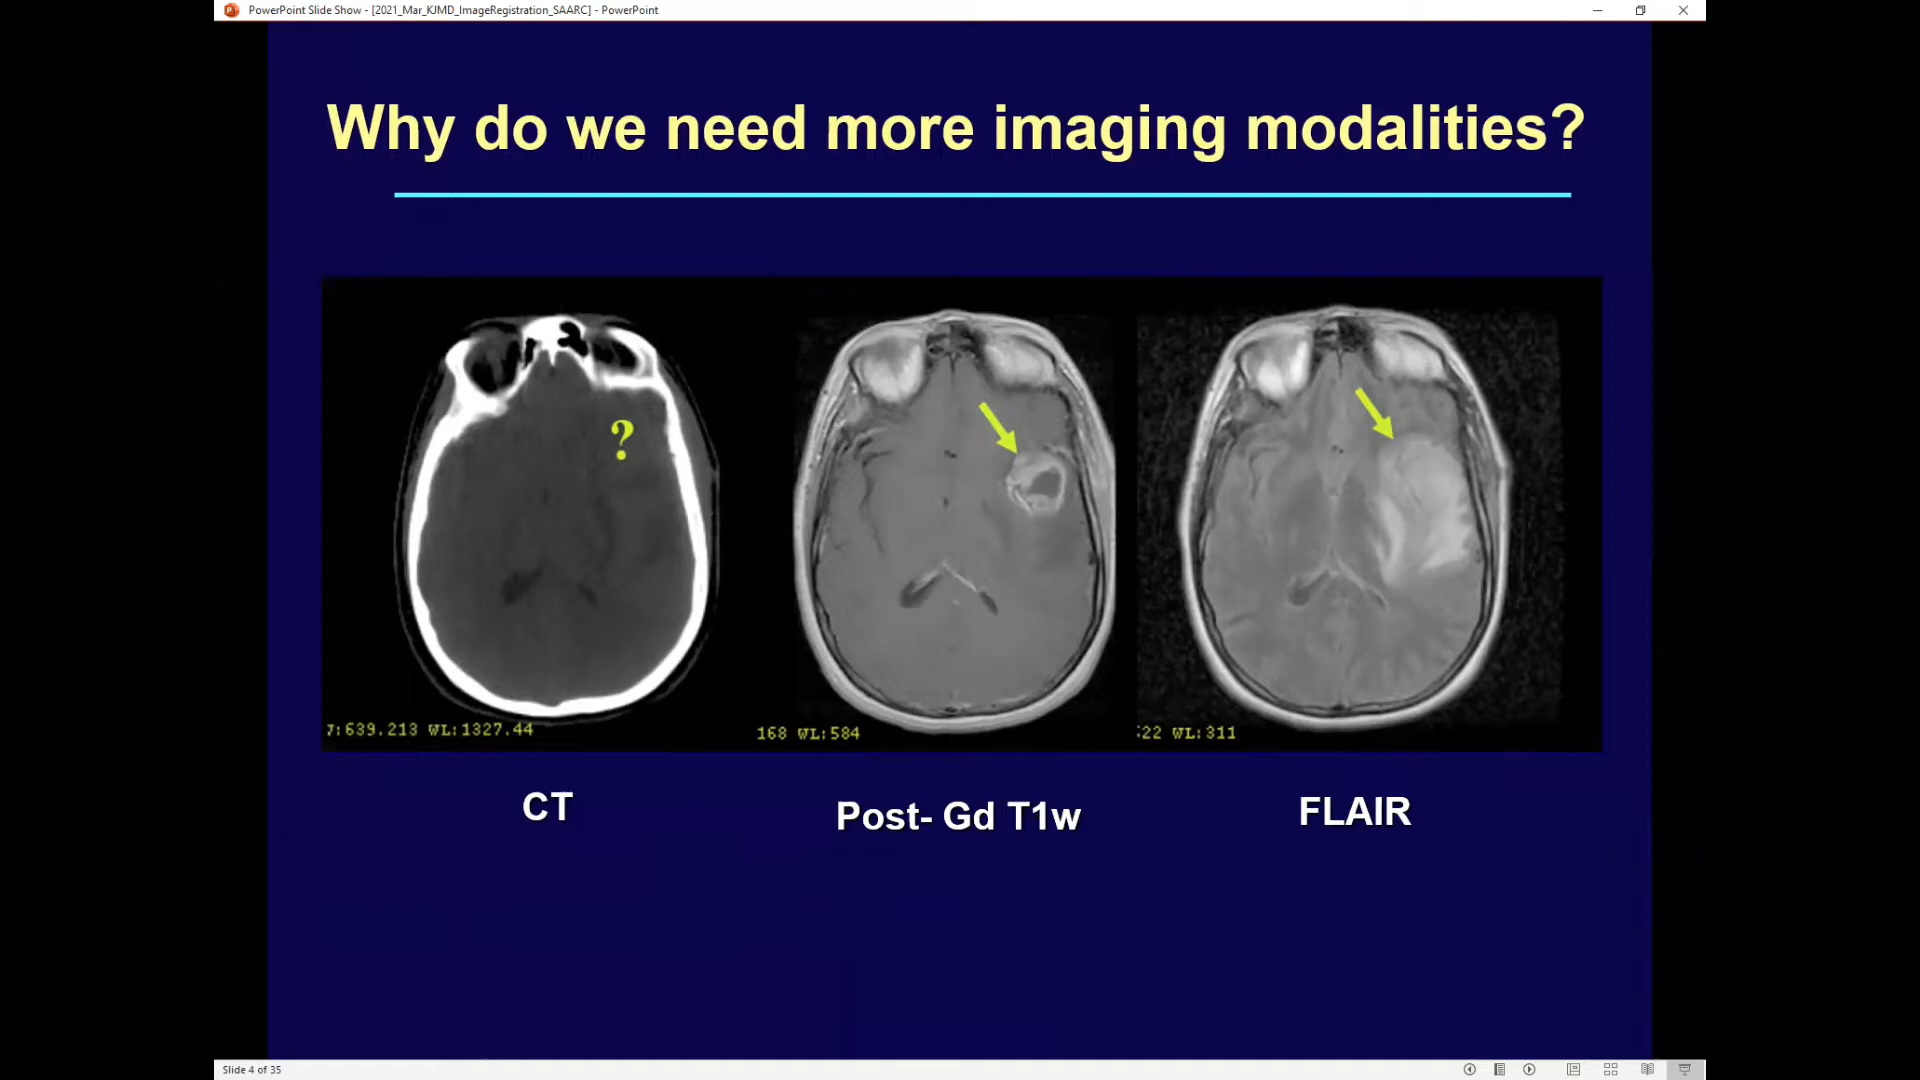 PowerPoint Slide Show - [2021_Mar_KJMD_ImageRegistration_SAARC] - PowerPoint
Why do we need more imaging modalities?
?
J:639.213 WL:1327.44
168 WL:584
:22 WL:311
CT
Post- Gd T1w
FLAIR
Slide 4 of 35